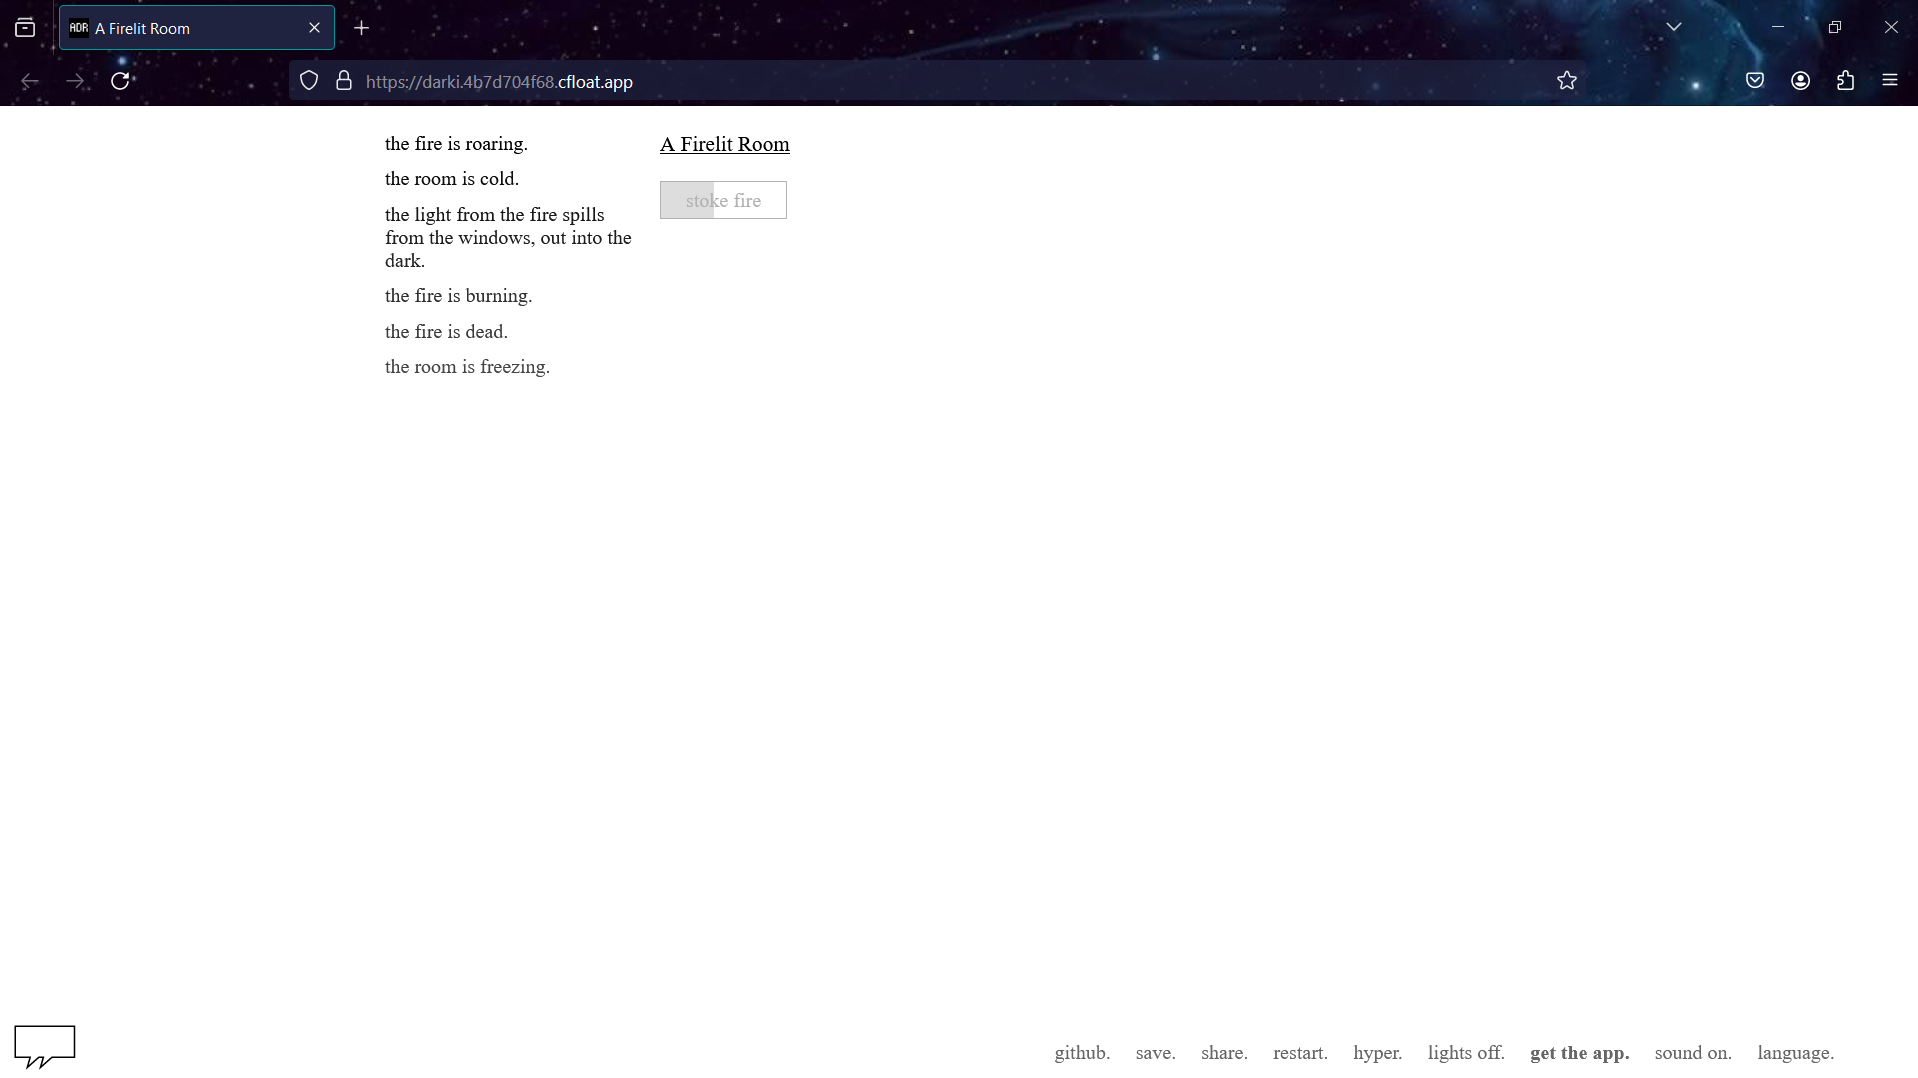 ADR A Firelit Room
https://darki.4b7d704f68.cfloat.app
the fire is roaring.
the room is cold.
the light from the fire spills
from the windows, out into the
dark.
the fire is burning.
the fire is dead.
the room is freezing.
A Firelit Room
stoke fire
github. save. share. restart. hyper. lights off. get the app. sound on. language.